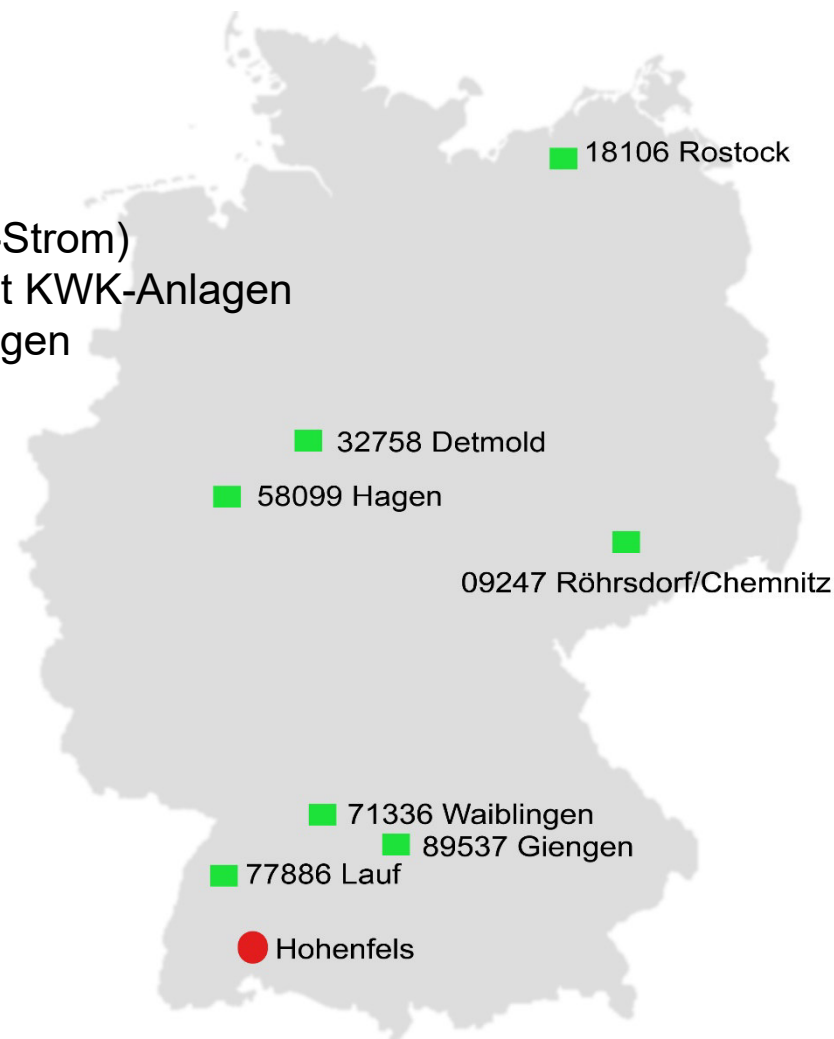 18106 Rostock
-Strom)
t KWK-Anlagen
gen
32758 Detmold
58099 Hagen
09247 Röhrsdorf/Chemnitz
71336 Waiblingen
89537 Giengen
77886 Lauf
Hohenfels